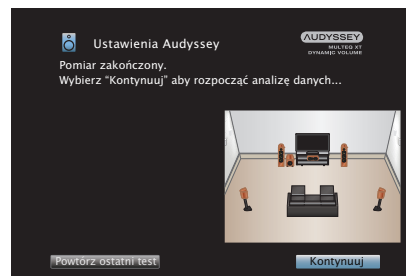 Ustawienia Audyssey
AUDYSSEY
MULTEQ XT
DYNAMIC VOLUME
Pomiar zakończony.
Wybierz “Kontynuuj” aby rozpocząć analizę danych...
Powtórz ostatni test
Kontynuuj